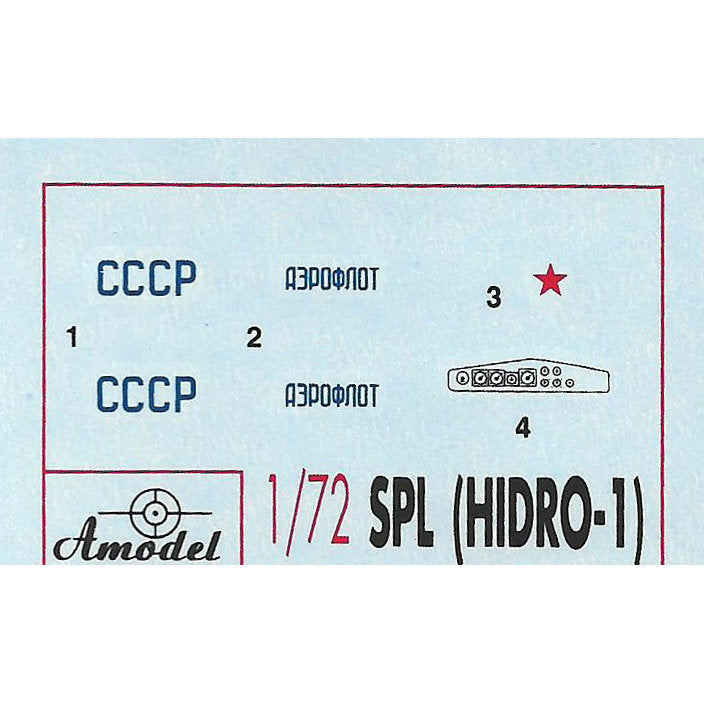 СССР
АЭРОФЛОТ
3
1
2
СССР
АЭРОФЛОТ
4
Amodel
1/72 SPL (HIDRO-1)